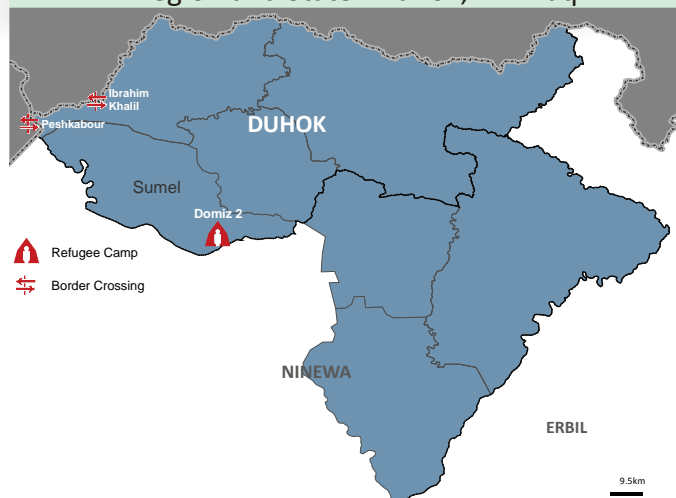 Ibrahim
Khalil
Peshkabour
DUHOK
Sumel
Domiz 2
Refugee Camp
Border Crossing
NINEWA
ERBIL
9.5km